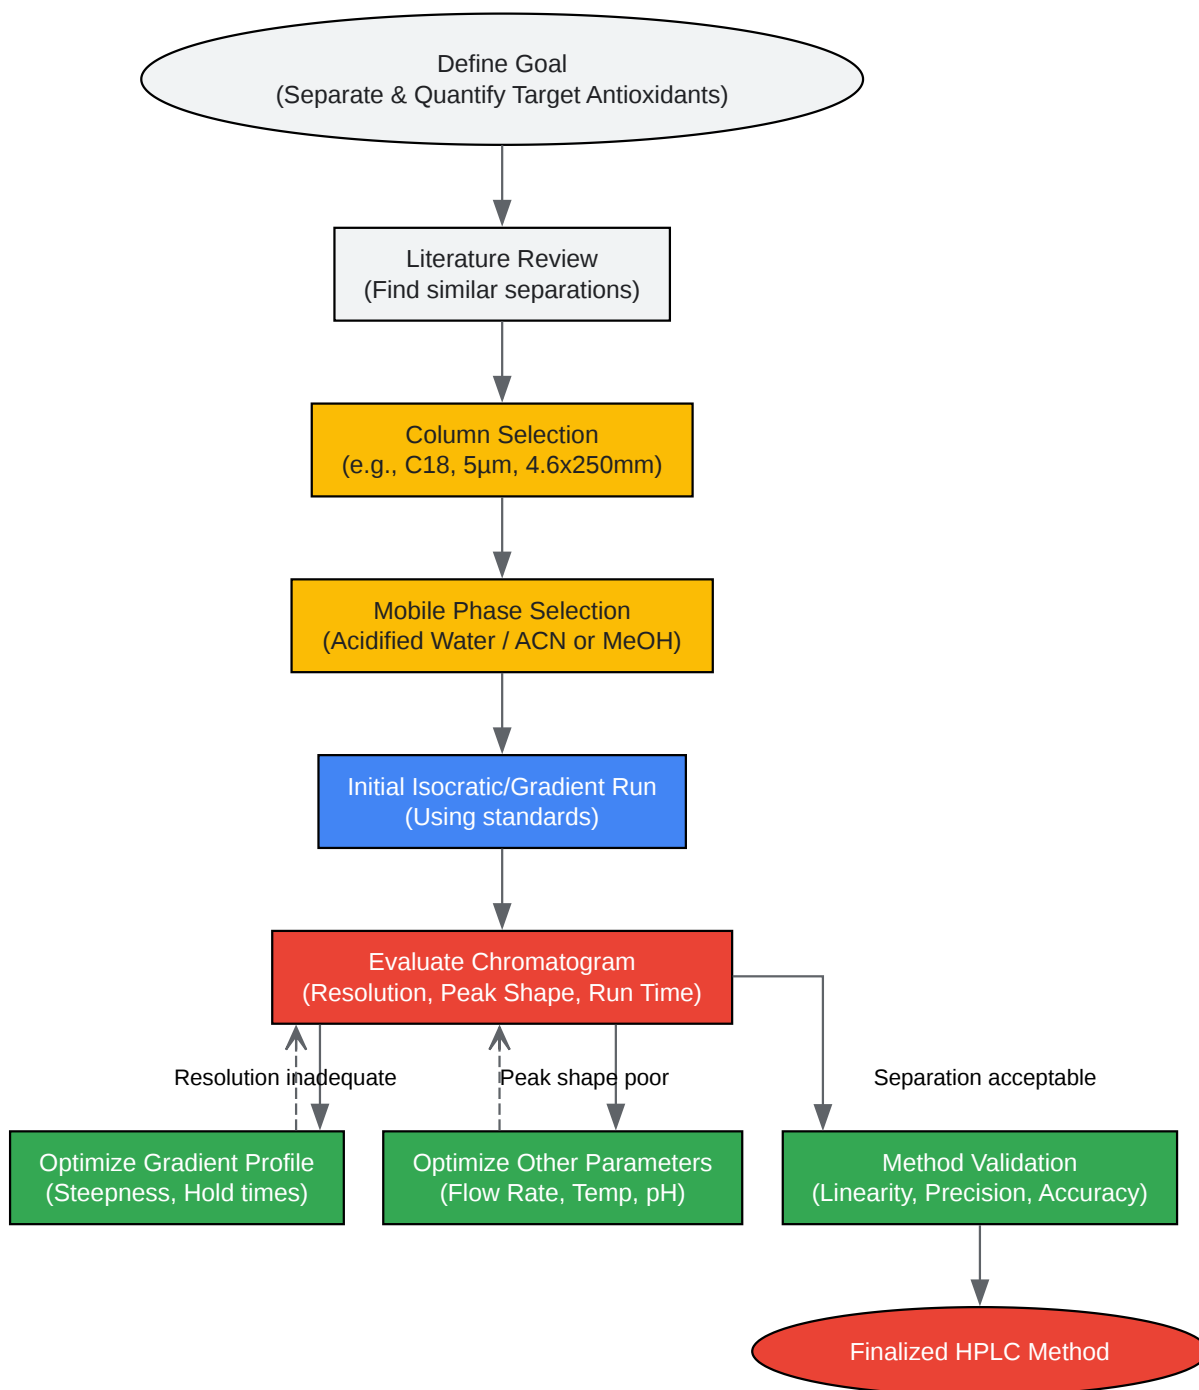 Define Goal
(Separate & Quantify Target Antioxidants)
Literature Review
(Find similar separations)
Column Selection
(e.g., C18, 5µm, 4.6x250mm)
Mobile Phase Selection
(Acidified Water / ACN or MeOH)
Initial Isocratic/Gradient Run
(Using standards)
Evaluate Chromatogram
(Resolution, Peak Shape, Run Time)
Resolution inadequate
Peak shape poor
Separation acceptable
Optimize Gradient Profile
(Steepness, Hold times)
Optimize Other Parameters
(Flow Rate, Temp, pH)
Method Validation
(Linearity, Precision, Accuracy)
Finalized HPLC Method